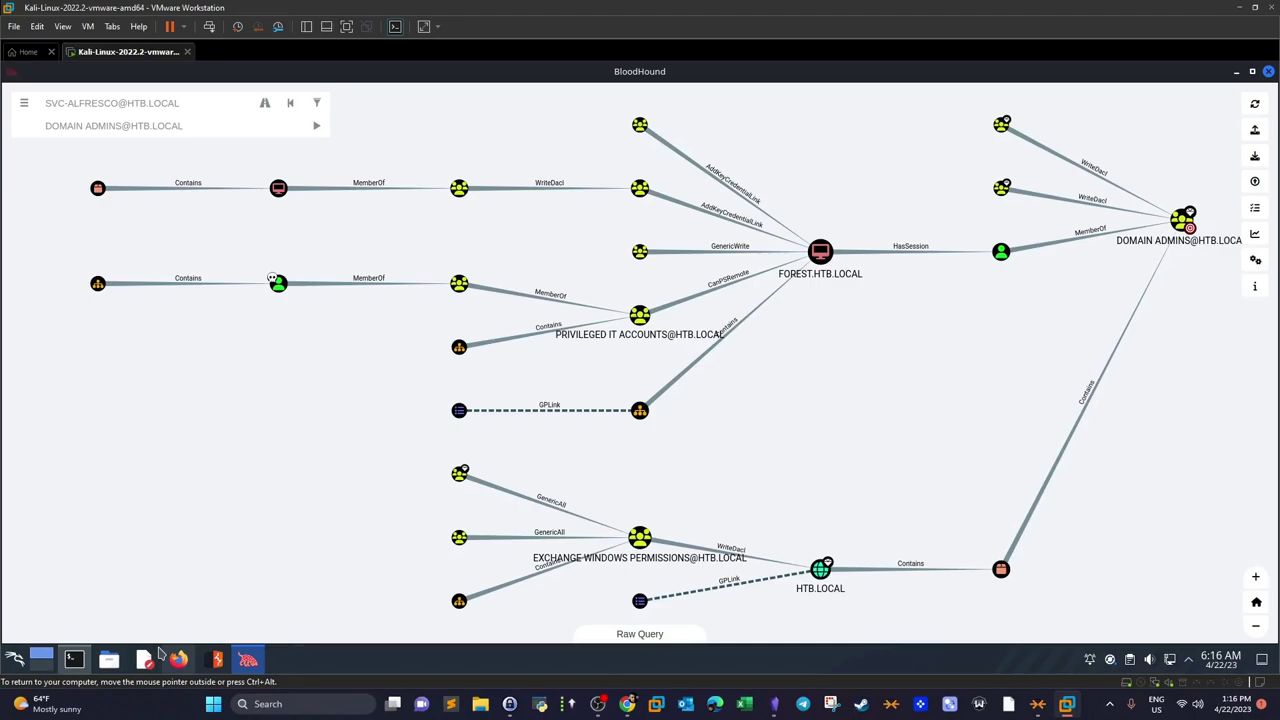 Kali-Linux-2022.2-vmware-amd64 - VMware Workstation
File Edit View VM Tabs Help
Home Kali-Linux-2022.2-vmwar...
BloodHound
SVC-ALFRESCO@HTB.LOCAL
DOMAIN ADMINS@HTB.LOCAL
AddKeyCredentialLink
WriteDacl
Contains MemberOf WriteDacl
AddKeyCredentialLink
WriteDacl
MemberOf
DOMAIN ADMINS@HTB.LOCA
GenericWrite
HasSession
FOREST.HTB.LOCAL
Contains MemberOf
MemberOf
CanPSRemote
Contains
PRIVILEGED IT ACCOUNTS@HTB.LOCAL
Contains
Contains
GPLink
GenericAll
GenericAll
WriteDacl
EXCHANGE WINDOWS PERMISSIONS@HTB.LOCAL
Contains
Contains
GPLink
HTB.LOCAL
Raw Query
6:16 AM
4/22/23
To return to your computer, move the mouse pointer outside or press Ctrl+Alt.
64°F
Mostly sunny
Search
ENG
US
1:16 PM
4/22/2023